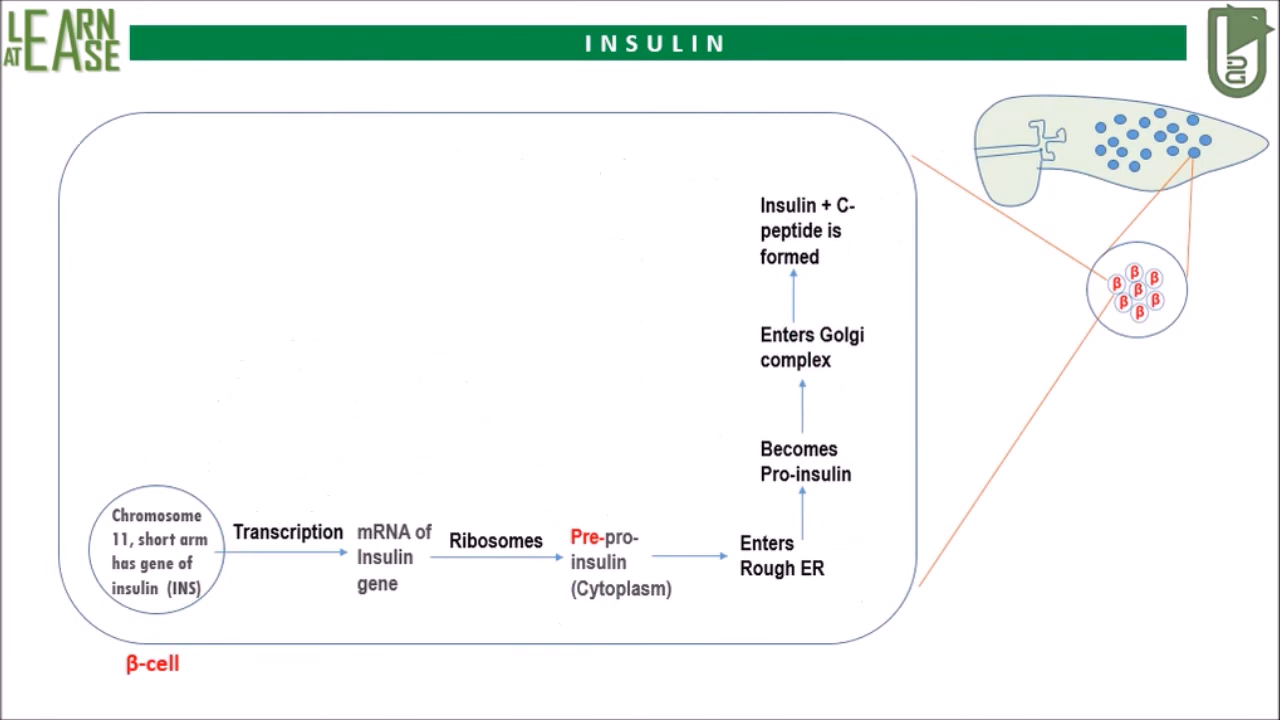 LEARN
AT EASE
INSULIN
Insulin + C-
peptide is
formed
Enters Golgi
complex
Becomes
Pro-insulin
Chromosome
11, short arm
has gene of
insulin (INS)
Transcription
mRNA of
Insulin
gene
Ribosomes
Pre-pro-
insulin
(Cytoplasm)
Enters
Rough ER
β
β
β
β
β
β
β
β-cell